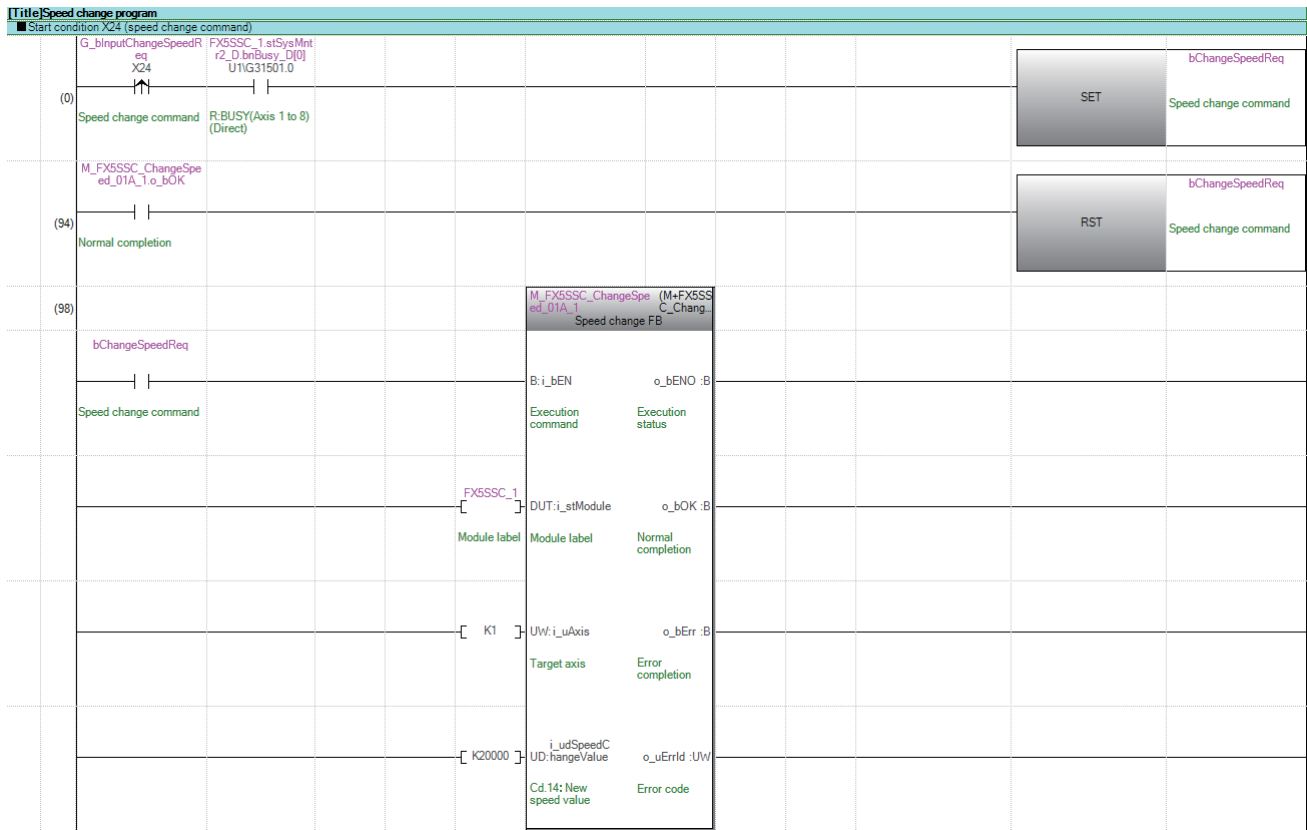 [Title]Speed change program
■Start condition X24 (speed change command)
G_bInputChangeSpeedR
eq
X24
FX5SSC_1.stSysMnt
r2_D.bnBusy_D[0]
U1\G31501.0
bChangeSpeedReq
(0)
SET
Speed change command
R:BUSY(Axis 1 to 8)
(Direct)
Speed change command
M_FX5SSC_ChangeSpe
ed_01A_1.o_bOK
bChangeSpeedReq
(94)
RST
Normal completion
Speed change command
(98)
M_FX5SSC_ChangeSpe
ed_01A_1
(M+FX5SS
C_Chang...
Speed change FB
bChangeSpeedReq
B:i_bEN
o_bENO :B
Speed change command
Execution
command
Execution
status
FX5SSC_1
DUT:i_stModule
o_bOK :B
Module label
Module label
Normal
completion
K1
UW:i_uAxis
o_bErr :B
Target axis
Error
completion
K20000
i_udSpeedC
UD:hangeValue
o_uErrId :UW
Cd.14: New
speed value
Error code